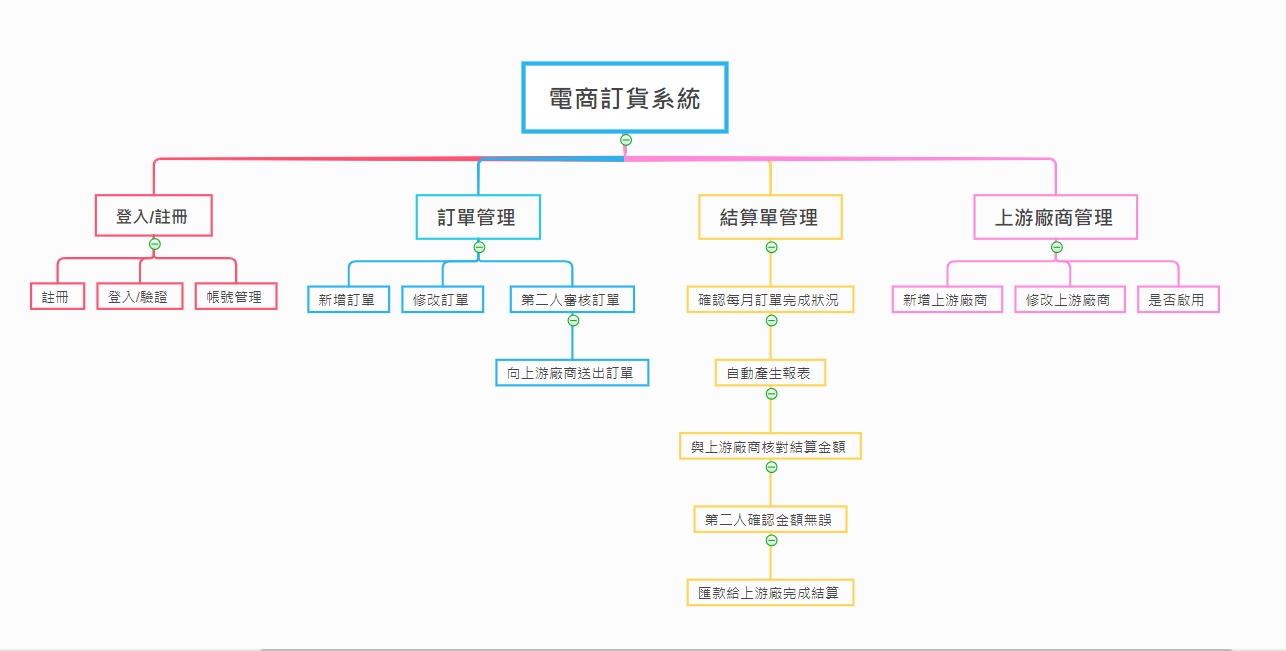 電商訂貨系統
登入/註冊
訂單管理
結算單管理
上游廠商管理
註冊
登入/驗證
帳號管理
新增訂單
修改訂單
第二人審核訂單
確認每月訂單完成狀況
新增上游廠商
修改上游廠商
是否啟用
向上游廠商送出訂單
自動產生報表
與上游廠商核對結算金額
第二人確認金額無誤
匯款給上游廠完成結算